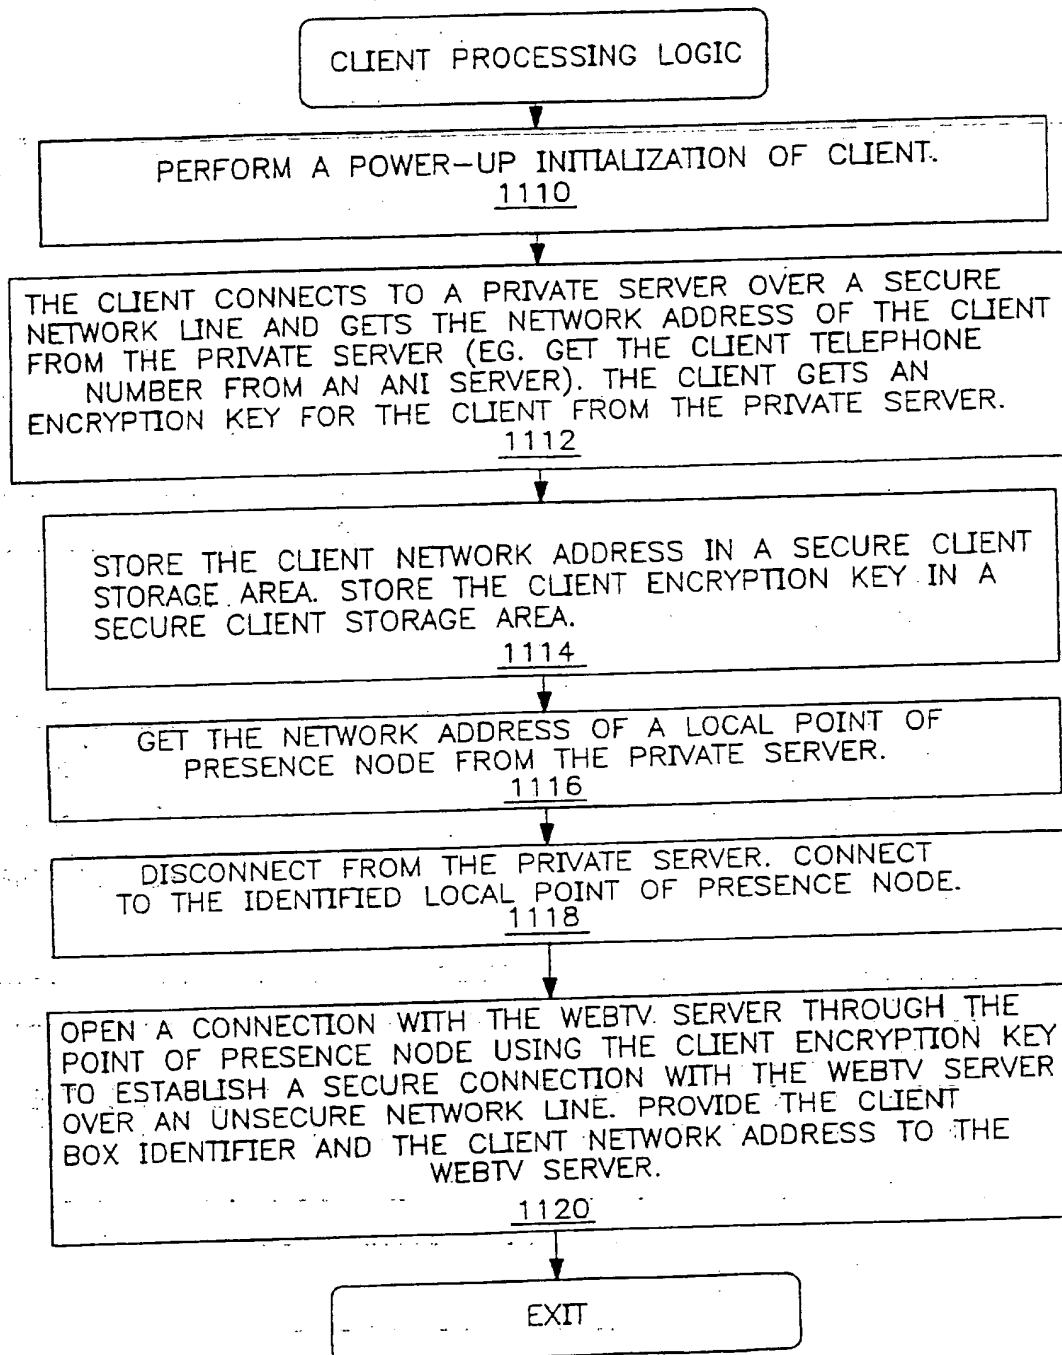 CLIENT PROCESSING LOGIC
PERFORM A POWER-UP INITIALIZATION OF CLIENT.
1110
THE CLIENT CONNECTS TO A PRIVATE SERVER OVER A SECURE
NETWORK LINE AND GETS THE NETWORK ADDRESS OF THE CLIENT
FROM THE PRIVATE SERVER (EG. GET THE CLIENT TELEPHONE
NUMBER FROM AN ANI SERVER). THE CLIENT GETS AN
ENCRYPTION KEY FOR THE CLIENT FROM THE PRIVATE SERVER.
1112
STORE THE CLIENT NETWORK ADDRESS IN A SECURE CLIENT
STORAGE AREA. STORE THE CLIENT ENCRYPTION KEY IN A
SECURE CLIENT STORAGE AREA.
1114
GET THE NETWORK ADDRESS OF A LOCAL POINT OF
PRESENCE NODE FROM THE PRIVATE SERVER.
1116
DISCONNECT FROM THE PRIVATE SERVER. CONNECT
TO THE IDENTIFIED LOCAL POINT OF PRESENCE NODE.
1118
OPEN A CONNECTION WITH THE WEBTV SERVER THROUGH THE
POINT OF PRESENCE NODE USING THE CLIENT ENCRYPTION KEY
TO ESTABLISH A SECURE CONNECTION WITH THE WEBTV SERVER
OVER AN UNSECURE NETWORK LINE. PROVIDE THE CLIENT
BOX IDENTIFIER AND THE CLIENT NETWORK ADDRESS TO THE
WEBTV SERVER.
1120
EXIT